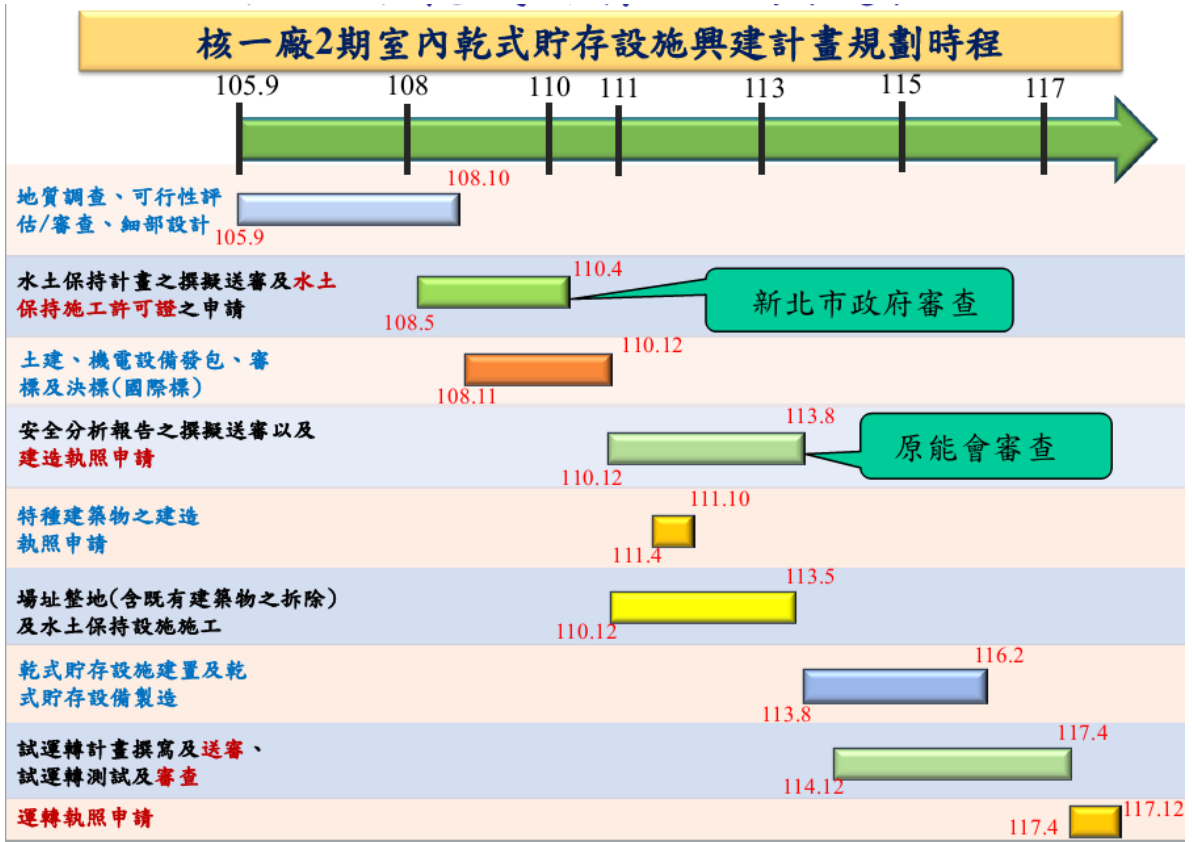 核一廠2期室內乾式貯存設施興建計畫規劃時程
105.9
108
110
111
113
115
117
地質調查、可行性評
估/審查、細部設計
105.9
108.10
水土保持計畫之撰擬送審及水土
保持施工許可證之申請
108.5
110.4
新北市政府審查
土建、機電設備發包、審
標及決標(國際標)
108.11
110.12
安全分析報告之撰擬送審以及
建造執照申請
110.12
113.8
原能會審查
特種建築物之建造
執照申請
111.4
111.10
場址整地(含既有建築物之拆除)
及水土保持設施施工
110.12
113.5
乾式貯存設施建置及乾
式貯存設備製造
113.8
116.2
試運轉計畫撰寫及送審、
試運轉測試及審查
114.12
117.4
運轉執照申請
117.4
117.12